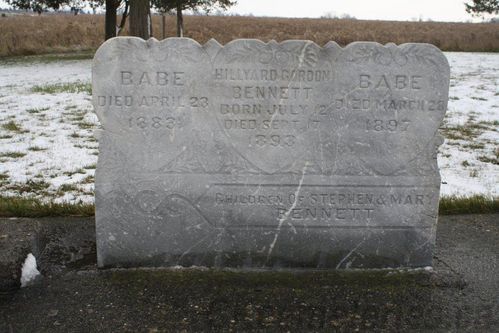 BABE
DIED APRIL 23
1883
HILLYARD GORDON
BENNETT
BORN JULY 12
DIED SEPT 17
1893
BABE
DIED MARCH 28
1897
CHILDREN OF STEPHEN & MARY
BENNETT